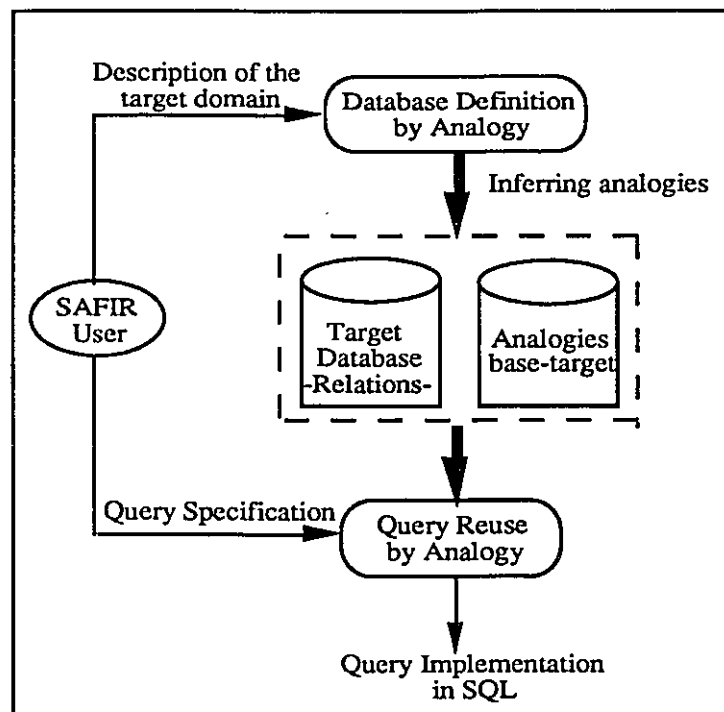 Description of the
target domain
Database Definition
by Analogy
Inferring analogies
SAFIR
User
Target
Database
-Relations-
Analogies
base-target
Query Specification
Query Reuse
by Analogy
Query Implementation
in SQL